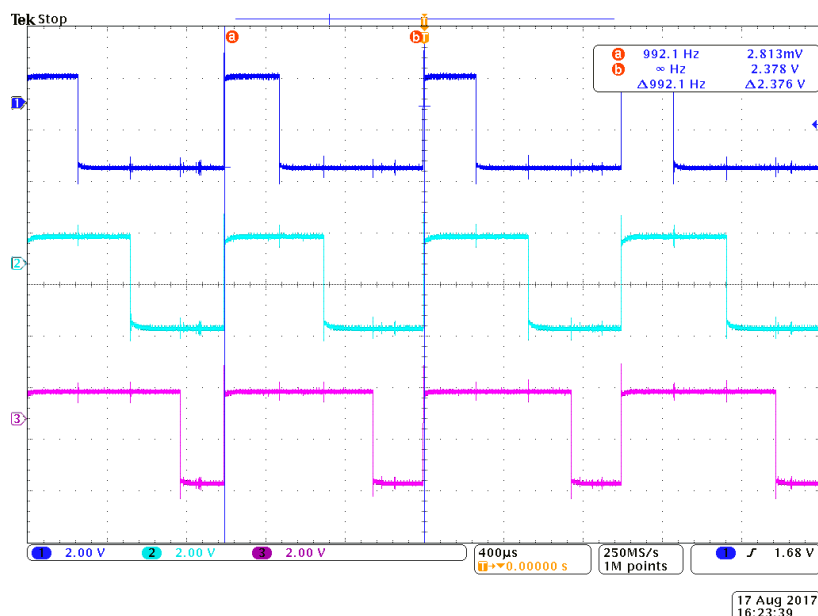 Tek Stop
T
a
b T
a 992.1 Hz 2.813mV
b ∞ Hz 2.378 V
Δ992.1 Hz Δ2.376 V
1
2
3
1 2.00 V 2 2.00 V 3 2.00 V
400µs
T→▼0.00000 s
250MS/s
1M points
1 1.68 V
17 Aug 2017
16:23:39